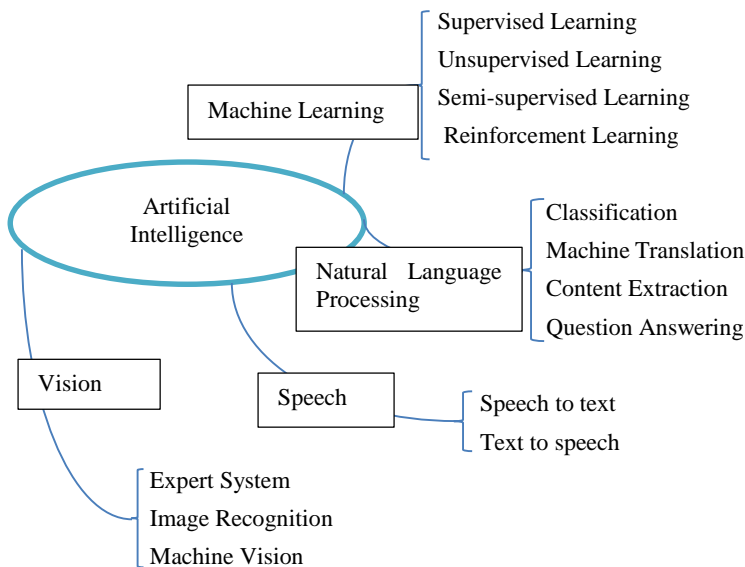 Supervised Learning
Unsupervised Learning
Semi-supervised Learning
Reinforcement Learning
Machine Learning
Artificial
Intelligence
Natural Language
Processing
Classification
Machine Translation
Content Extraction
Question Answering
Vision
Speech
Speech to text
Text to speech
Expert System
Image Recognition
Machine Vision